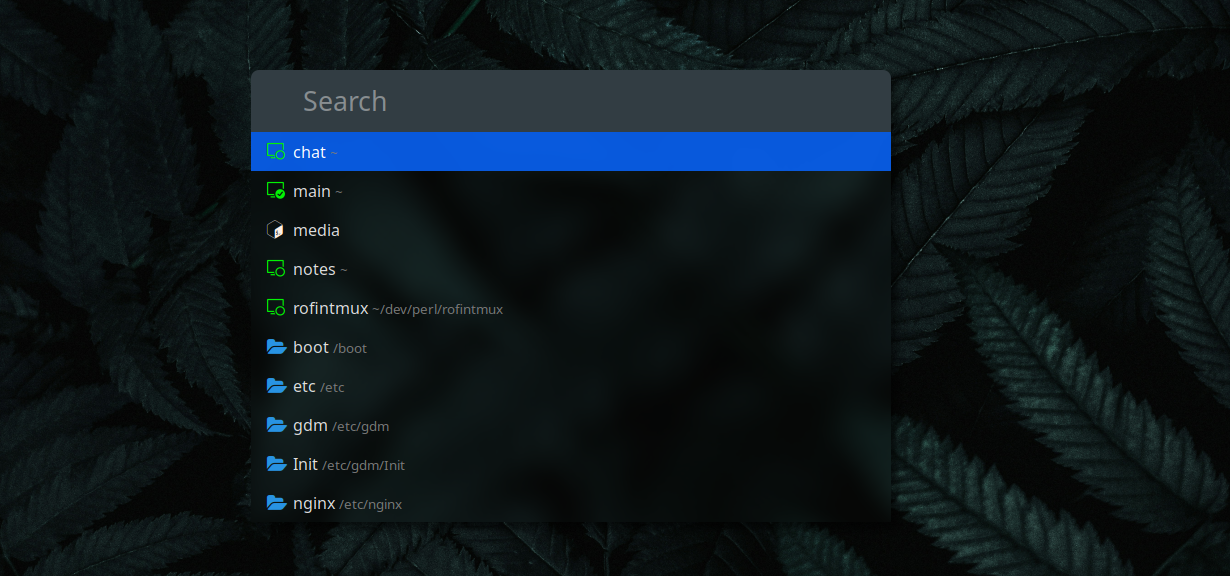 Search
chat ~
main ~
media
notes ~
rofintmux ~/dev/perl/rofintmux
boot /boot
etc /etc
gdm /etc/gdm
Init /etc/gdm/Init
nginx /etc/nginx